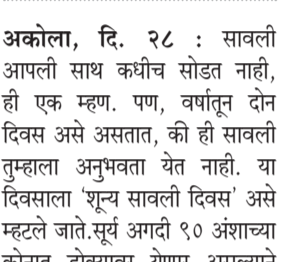 अकोला, दि. २८ : सावली
आपली साथ कधीच सोडत नाही,
ही एक म्हण. पण, वर्षातून दोन
दिवस असे असतात, की ही सावली
तुम्हाला अनुभवता येत नाही. या
दिवसाला ‘शून्य सावली दिवस’ असे
म्हटले जाते.सूर्य अगदी ९० अंशाच्या